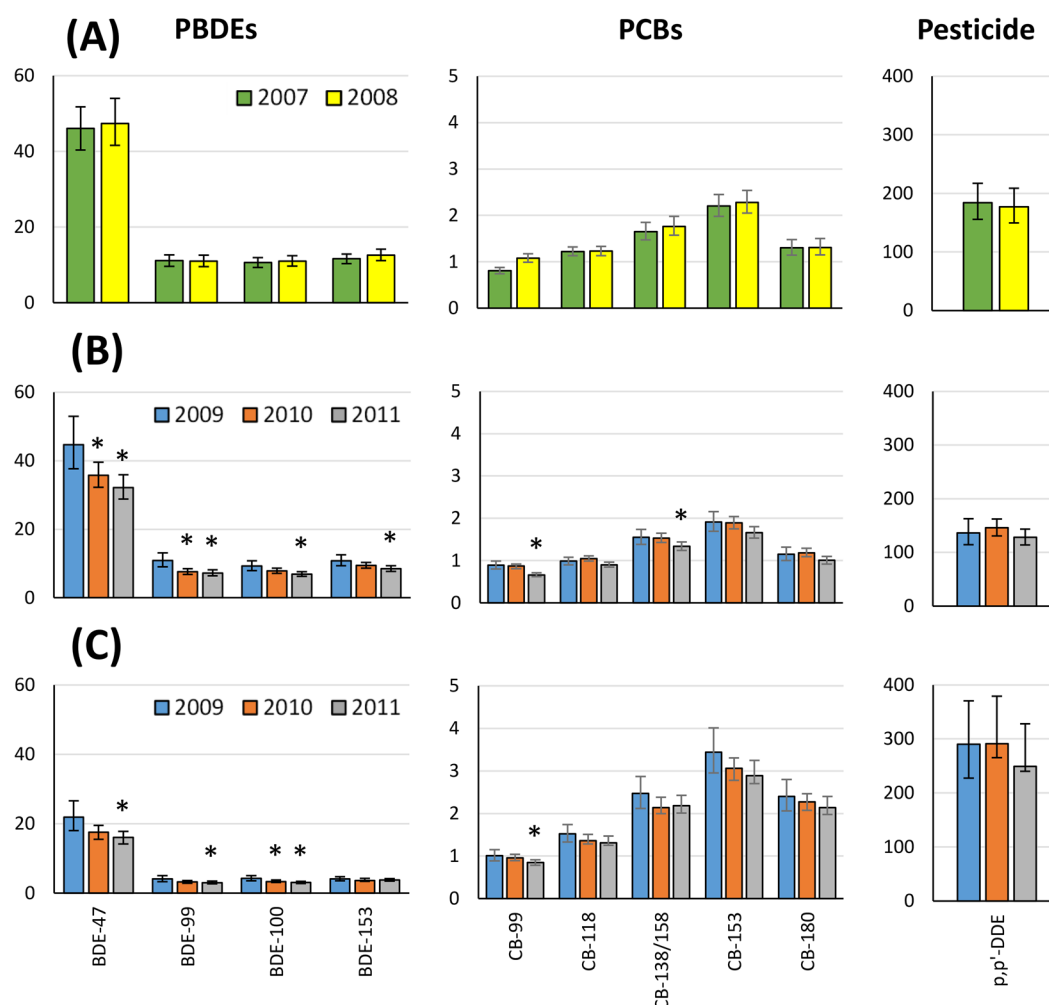 (A) PBDEs PCBs Pesticide
60 5 400
2007 2008
4
40 300
3
200
20 2
1 100
0 0 0
(B)
60 5 400
2009 2010 2011
4
40 300
3
* *
200
20 2
* * * * * *
1 100
0 0 0
(C)
60 5 400
2009 2010 2011
4
40 300
3
200
20 2
* * * * *
1 100
0 0 0
BDE-47 BDE-99 BDE-100 BDE-153 CB-99 CB-118 CB-138/158 CB-153 CB-180 p,p'-DDE